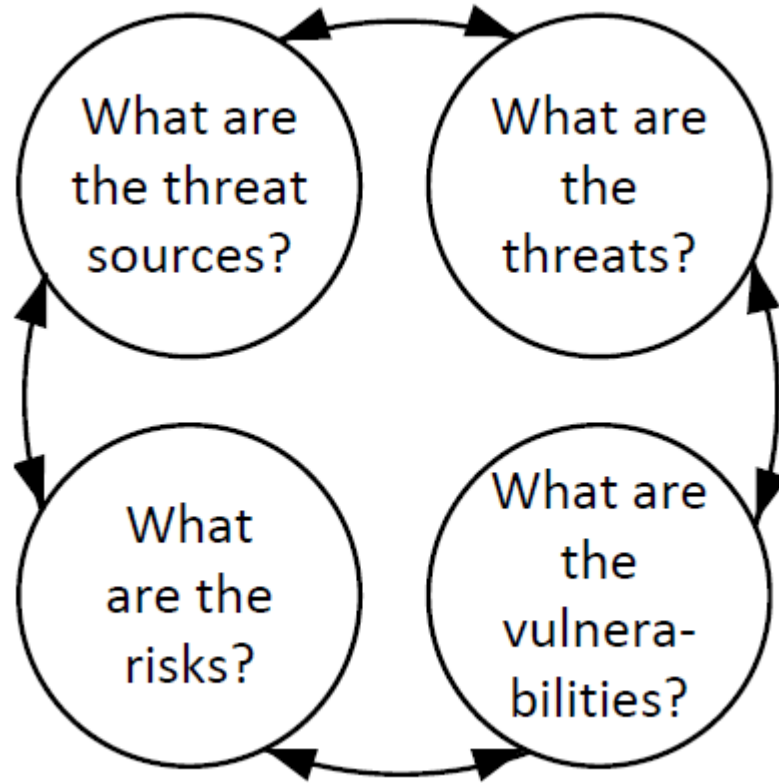 What are
the threat
sources?
What are
the
threats?
What
are the
risks?
What are
the
vulnera-
bilities?